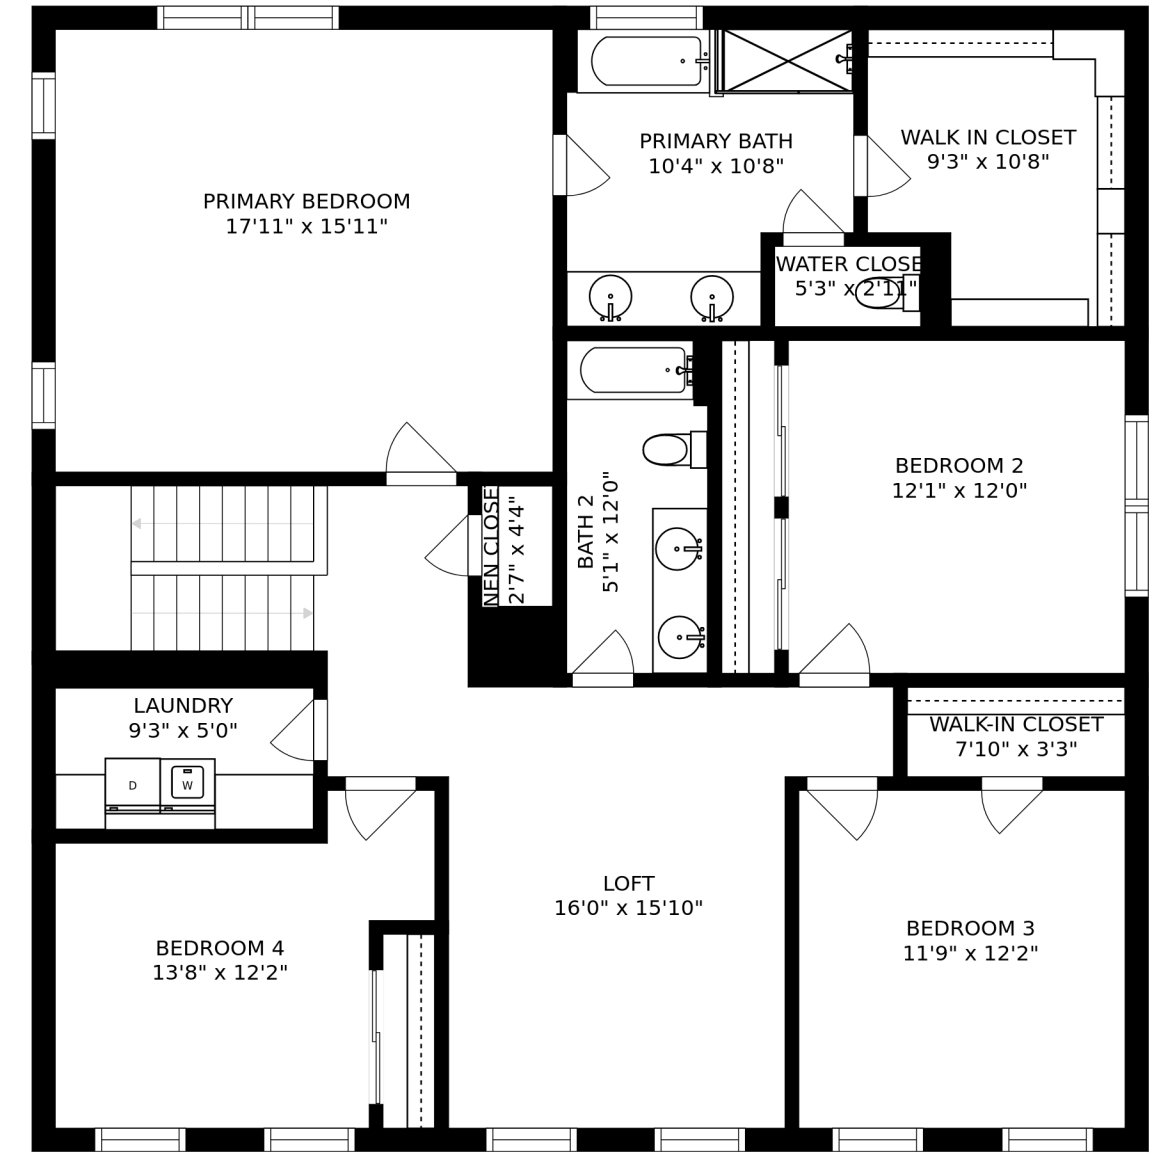 PRIMARY BEDROOM
17'11" x 15'11"
PRIMARY BATH
10'4" x 10'8"
WALK IN CLOSET
9'3" x 10'8"
WATER CLOSE
5'3" x 2'11"
BEDROOM 2
12'1" x 12'0"
BATH 2
5'1" x 12'0"
NEN CLOSE
2'7" x 4'4"
LAUNDRY
9'3" x 5'0"
D
W
WALK-IN CLOSET
7'10" x 3'3"
LOFT
16'0" x 15'10"
BEDROOM 3
11'9" x 12'2"
BEDROOM 4
13'8" x 12'2"